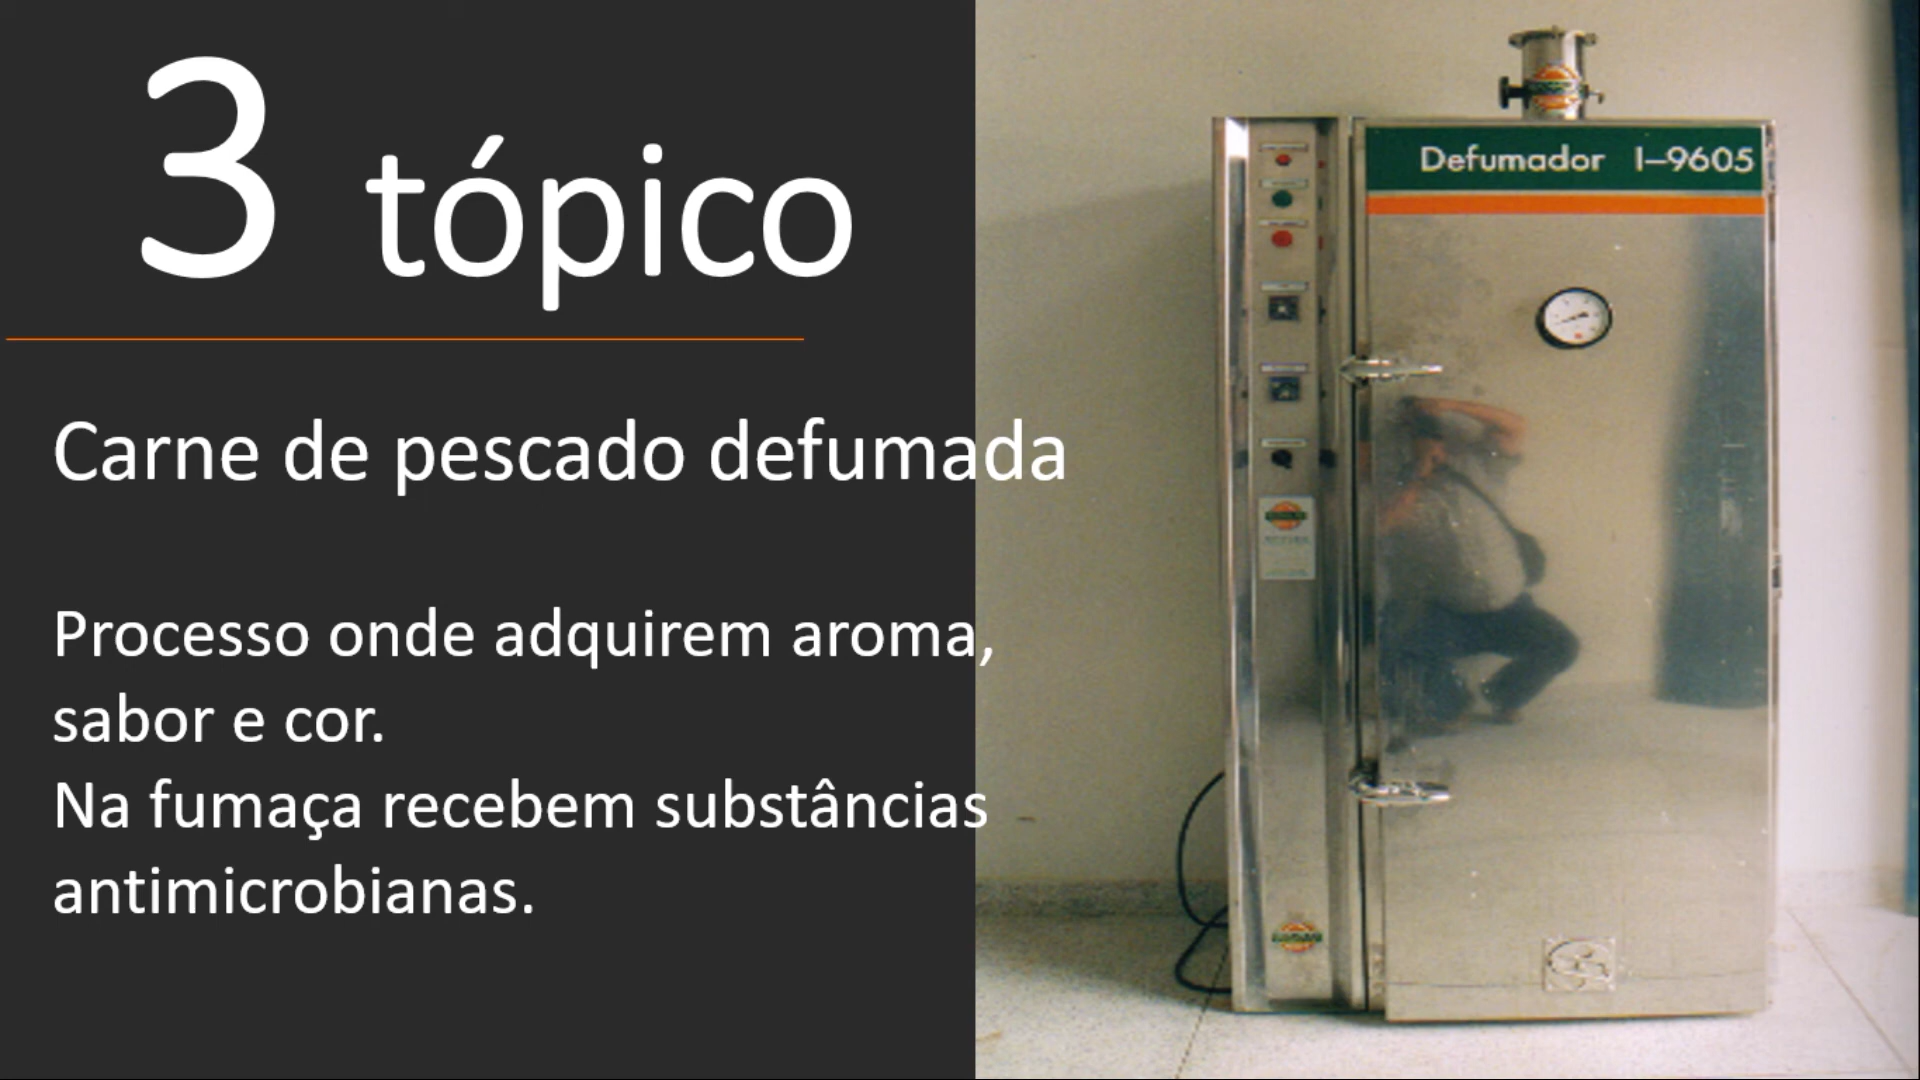 3 tópico
Carne de pescado defumada
Processo onde adquirem aroma,
sabor e cor.
Na fumaça recebem substâncias
antimicrobianas.
Defumador I-9605